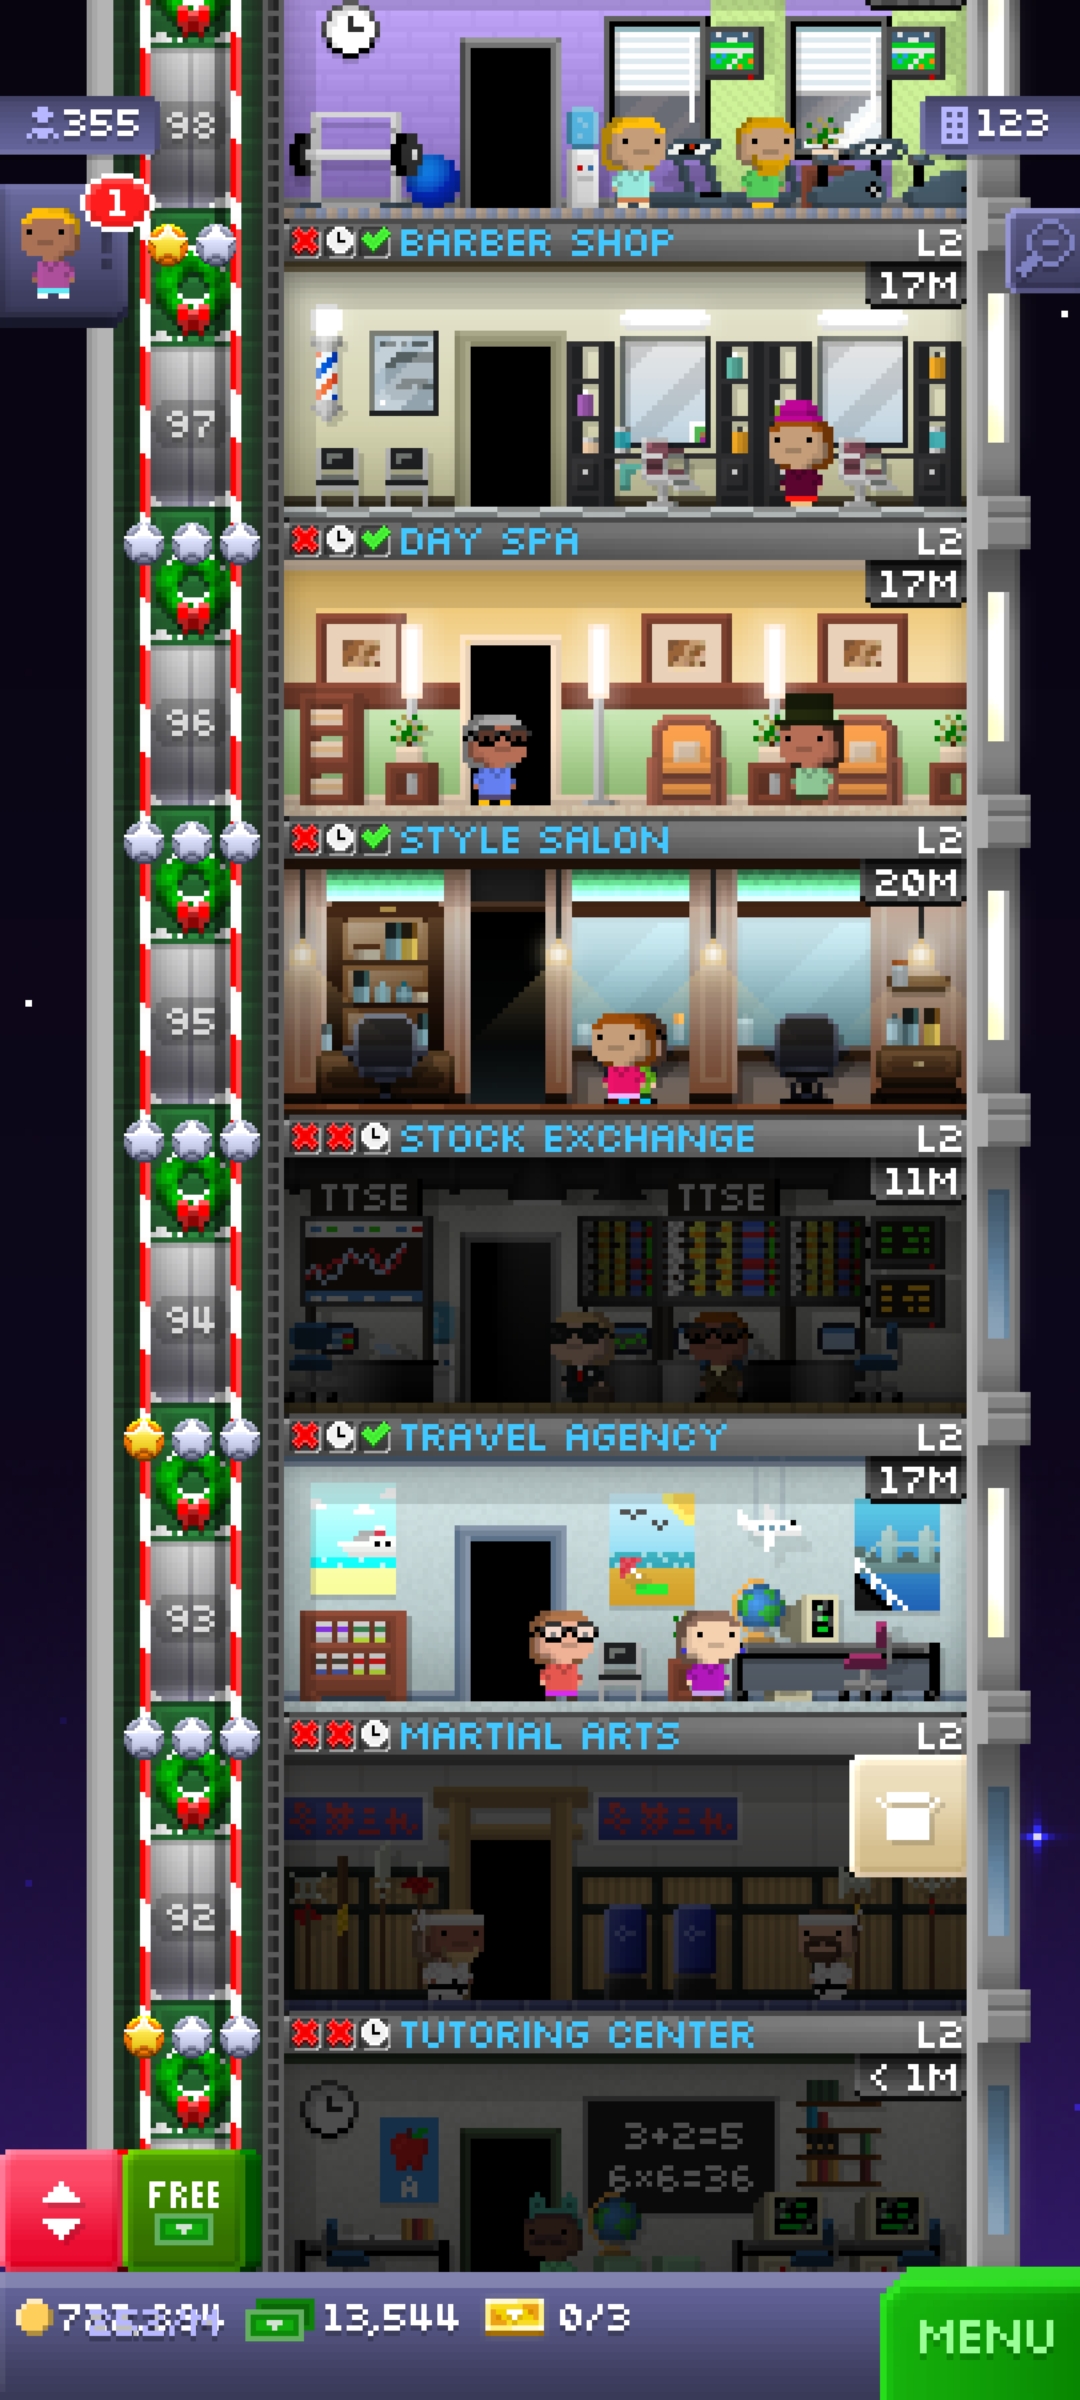 98
355
123
1
BARBER SHOP L2
17M
97
DAY SPA L2
17M
96
STYLE SALON L2
20M
95
STOCK EXCHANGE L2
11M
TTSE TTSE
94
TRAVEL AGENCY L2
17M
93
MARTIAL ARTS L2
92
TUTORING CENTER L2
< 1M
3+2=5
6x6=36
A
FREE
13,544
0/3
MENU